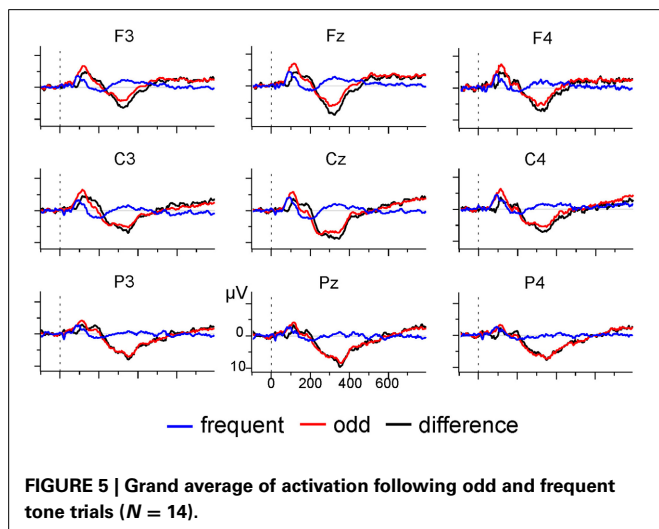 F3
Fz
F4
C3
Cz
C4
P3
Pz
P4
µV
0
10
0 200 400 600
frequent odd difference
FIGURE 5 | Grand average of activation following odd and frequent
tone trials (N = 14).